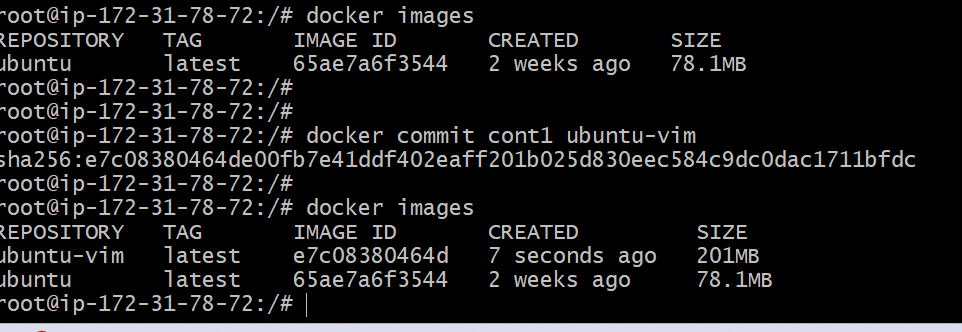 root@ip-172-31-78-72:/# docker images
REPOSITORY   TAG       IMAGE ID       CREATED       SIZE
ubuntu       latest    65ae7a6f3544   2 weeks ago   78.1MB
root@ip-172-31-78-72:/#
root@ip-172-31-78-72:/#
root@ip-172-31-78-72:/# docker commit cont1 ubuntu-vim
sha256:e7c08380464de00fb7e41ddf402eaff201b025d830eec584c9dc0dac1711bfdc
root@ip-172-31-78-72:/#
root@ip-172-31-78-72:/# docker images
REPOSITORY   TAG       IMAGE ID       CREATED         SIZE
ubuntu-vim   latest    e7c08380464d   7 seconds ago   201MB
ubuntu       latest    65ae7a6f3544   2 weeks ago     78.1MB
root@ip-172-31-78-72:/#